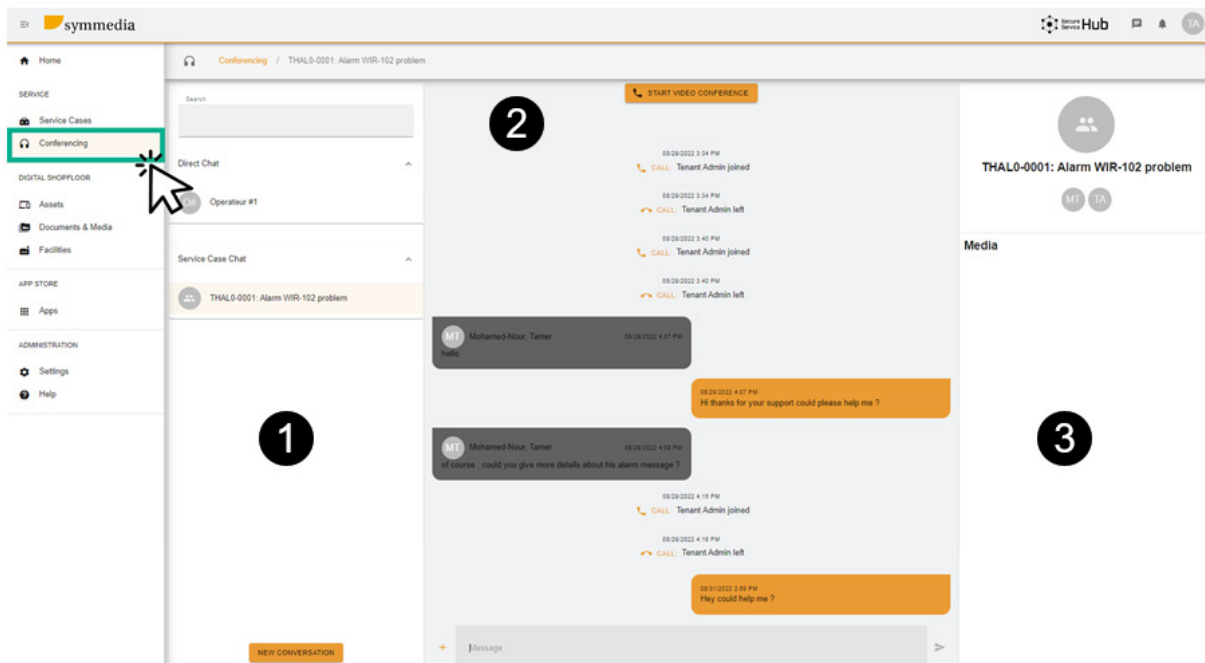 symmedia
Secure
Service Hub
TA
Home
SERVICE
Service Cases
Conferencing
DIGITAL SHOPFLOOR
Assets
Documents & Media
Facilities
APP STORE
Apps
ADMINISTRATION
Settings
Help
Conferencing / THAL0-0001: Alarm WIR-102 problem
Search
Direct Chat
Operateur #1
Service Case Chat
THAL0-0001: Alarm WIR-102 problem
1
NEW CONVERSATION
START VIDEO CONFERENCE
2
08/29/2022 3:34 PM
CALL: Tenant Admin joined
08/29/2022 3:34 PM
CALL: Tenant Admin left
08/29/2022 3:40 PM
CALL: Tenant Admin joined
08/29/2022 3:40 PM
CALL: Tenant Admin left
MT Mohamed-Nour, Tamer 08/29/2022 4:07 PM
hello
08/29/2022 4:07 PM
Hi thanks for your support could please help me ?
MT Mohamed-Nour, Tamer 08/29/2022 4:08 PM
of course , could you give more details about his alarm message ?
08/29/2022 4:15 PM
CALL: Tenant Admin joined
08/29/2022 4:16 PM
CALL: Tenant Admin left
08/31/2022 2:59 PM
Hey could help me ?
+ Message
THAL0-0001: Alarm WIR-102 problem
MT TA
Media
3